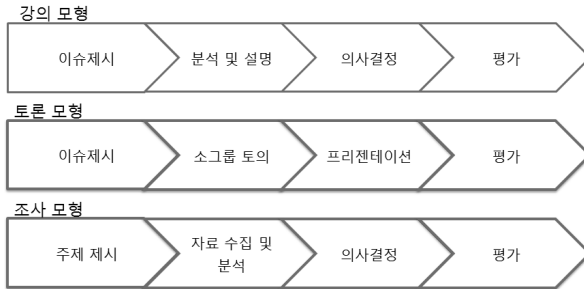 강의 모형
이슈제시
분석 및 설명
의사결정
평가
토론 모형
이슈제시
소그룹 토의
프리젠테이션
평가
조사 모형
주제 제시
자료 수집 및
분석
의사결정
평가